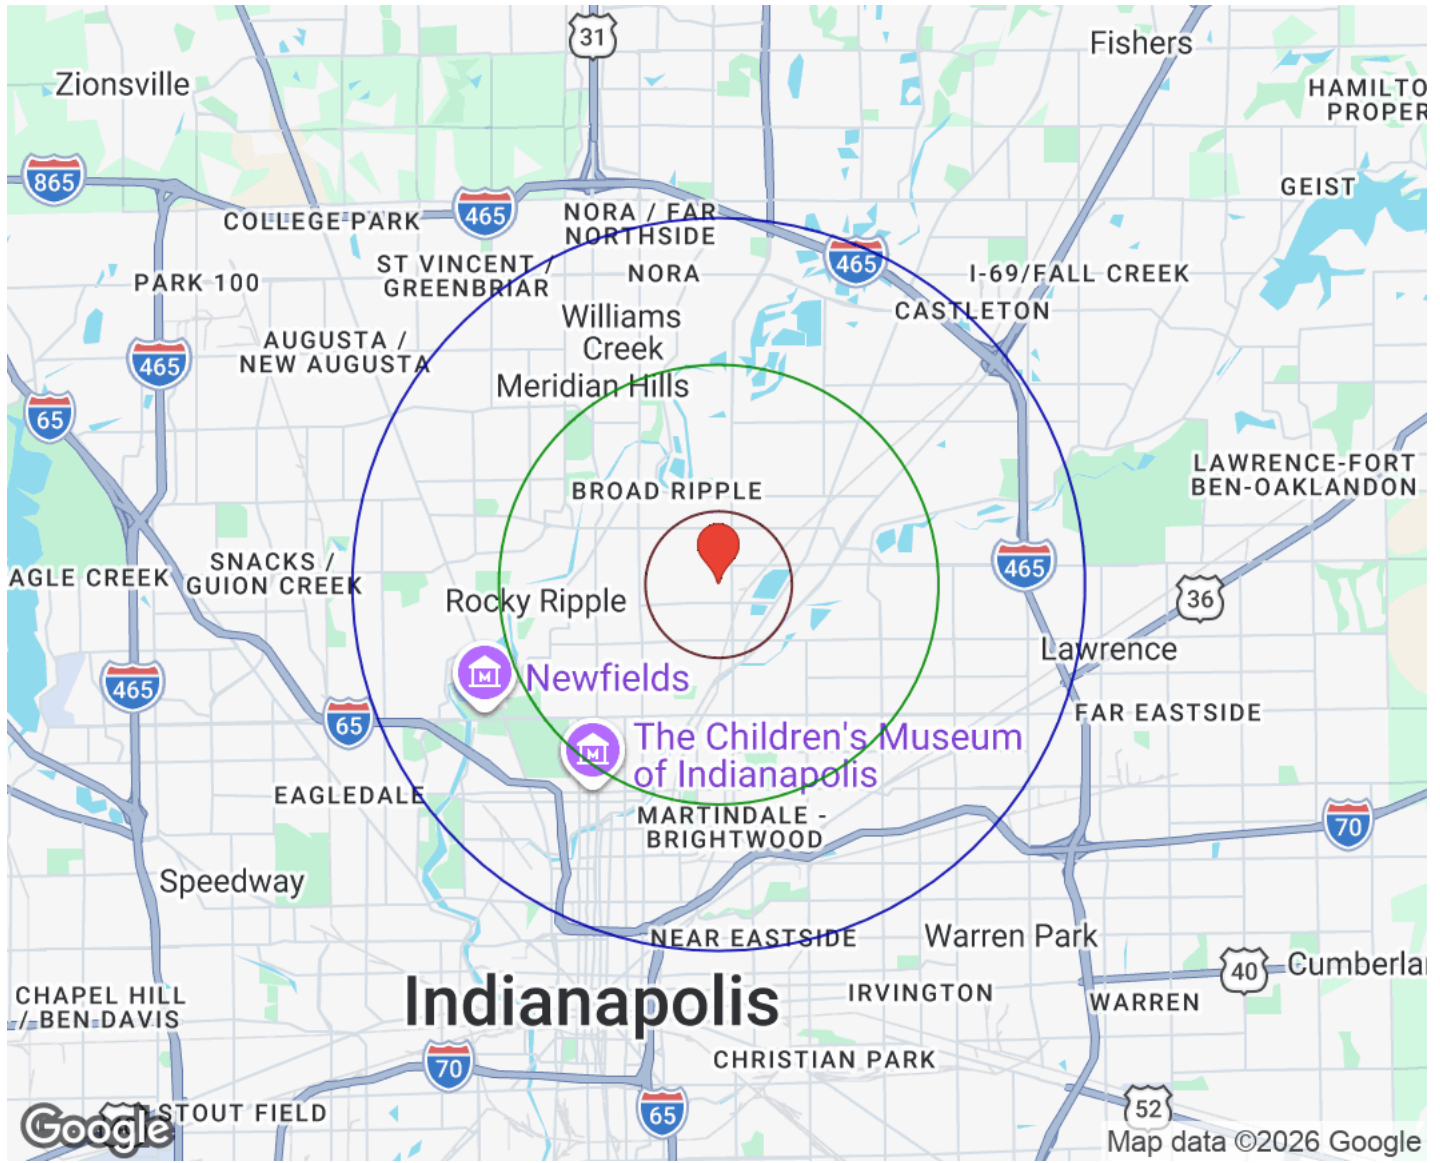 31
Fishers
Zionsville
HAMILTO
PROPER
865
GEIST
465
COLLEGE PARK
NORA / FAR
NORTHSIDE
ST VINCENT /
GREENBRIAR
NORA
465
I-69/FALL CREEK
PARK 100
CASTLETON
Williams
Creek
AUGUSTA /
NEW AUGUSTA
465
Meridian Hills
65
LAWRENCE-FORT
BEN-OAKLANDON
BROAD RIPPLE
SNACKS /
GUION CREEK
AGLE CREEK
465
36
Rocky Ripple
Lawrence
Newfields
465
65
FAR EASTSIDE
The Children's Museum
of Indianapolis
EAGLEDALE
MARTINDALE -
BRIGHTWOOD
70
Speedway
NEAR EASTSIDE
Warren Park
40
Cumberla
Indianapolis
IRVINGTON
WARREN
CHAPEL HILL
/ BEN DAVIS
CHRISTIAN PARK
70
65
52
STOUT FIELD
Google
Map data ©2026 Google